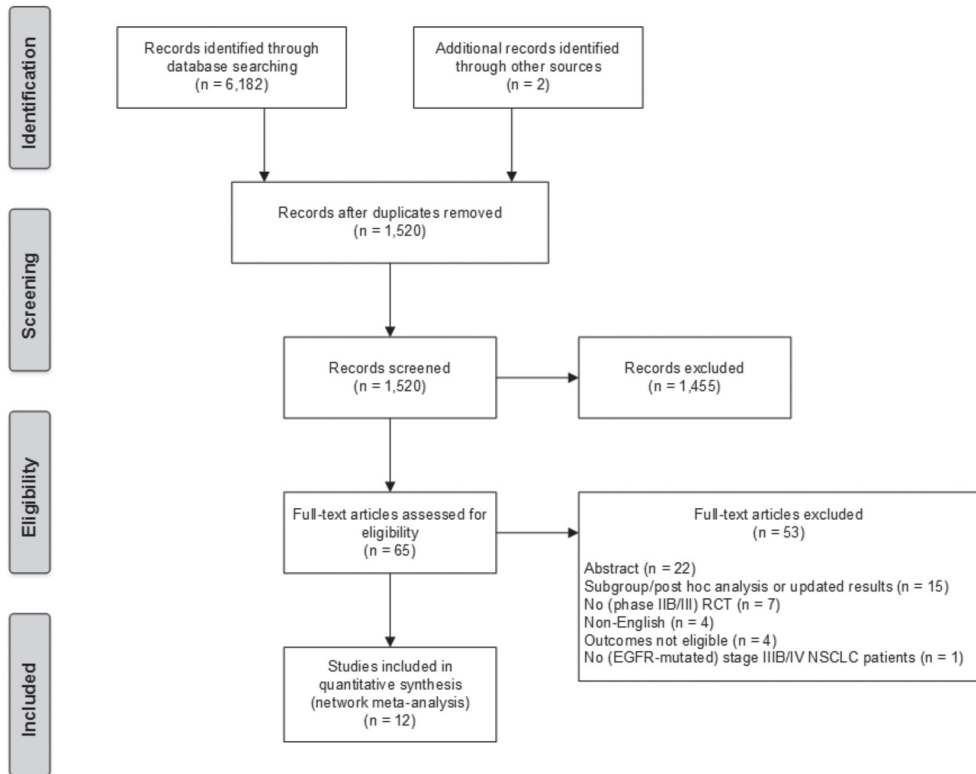 Identification
Records identified through
database searching
(n = 6,182)
Additional records identified
through other sources
(n = 2)
Screening
Records after duplicates removed
(n = 1,520)
Records screened
(n = 1,520)
Records excluded
(n = 1,455)
Eligibility
Full-text articles assessed for
eligibility
(n = 65)
Full-text articles excluded
(n = 53)
Abstract (n = 22)
Subgroup/post hoc analysis or updated results (n = 15)
No (phase IIB/III) RCT (n = 7)
Non-English (n = 4)
Outcomes not eligible (n = 4)
No (EGFR-mutated) stage IIIB/IV NSCLC patients (n = 1)
Included
Studies included in
quantitative synthesis
(network meta-analysis)
(n = 12)